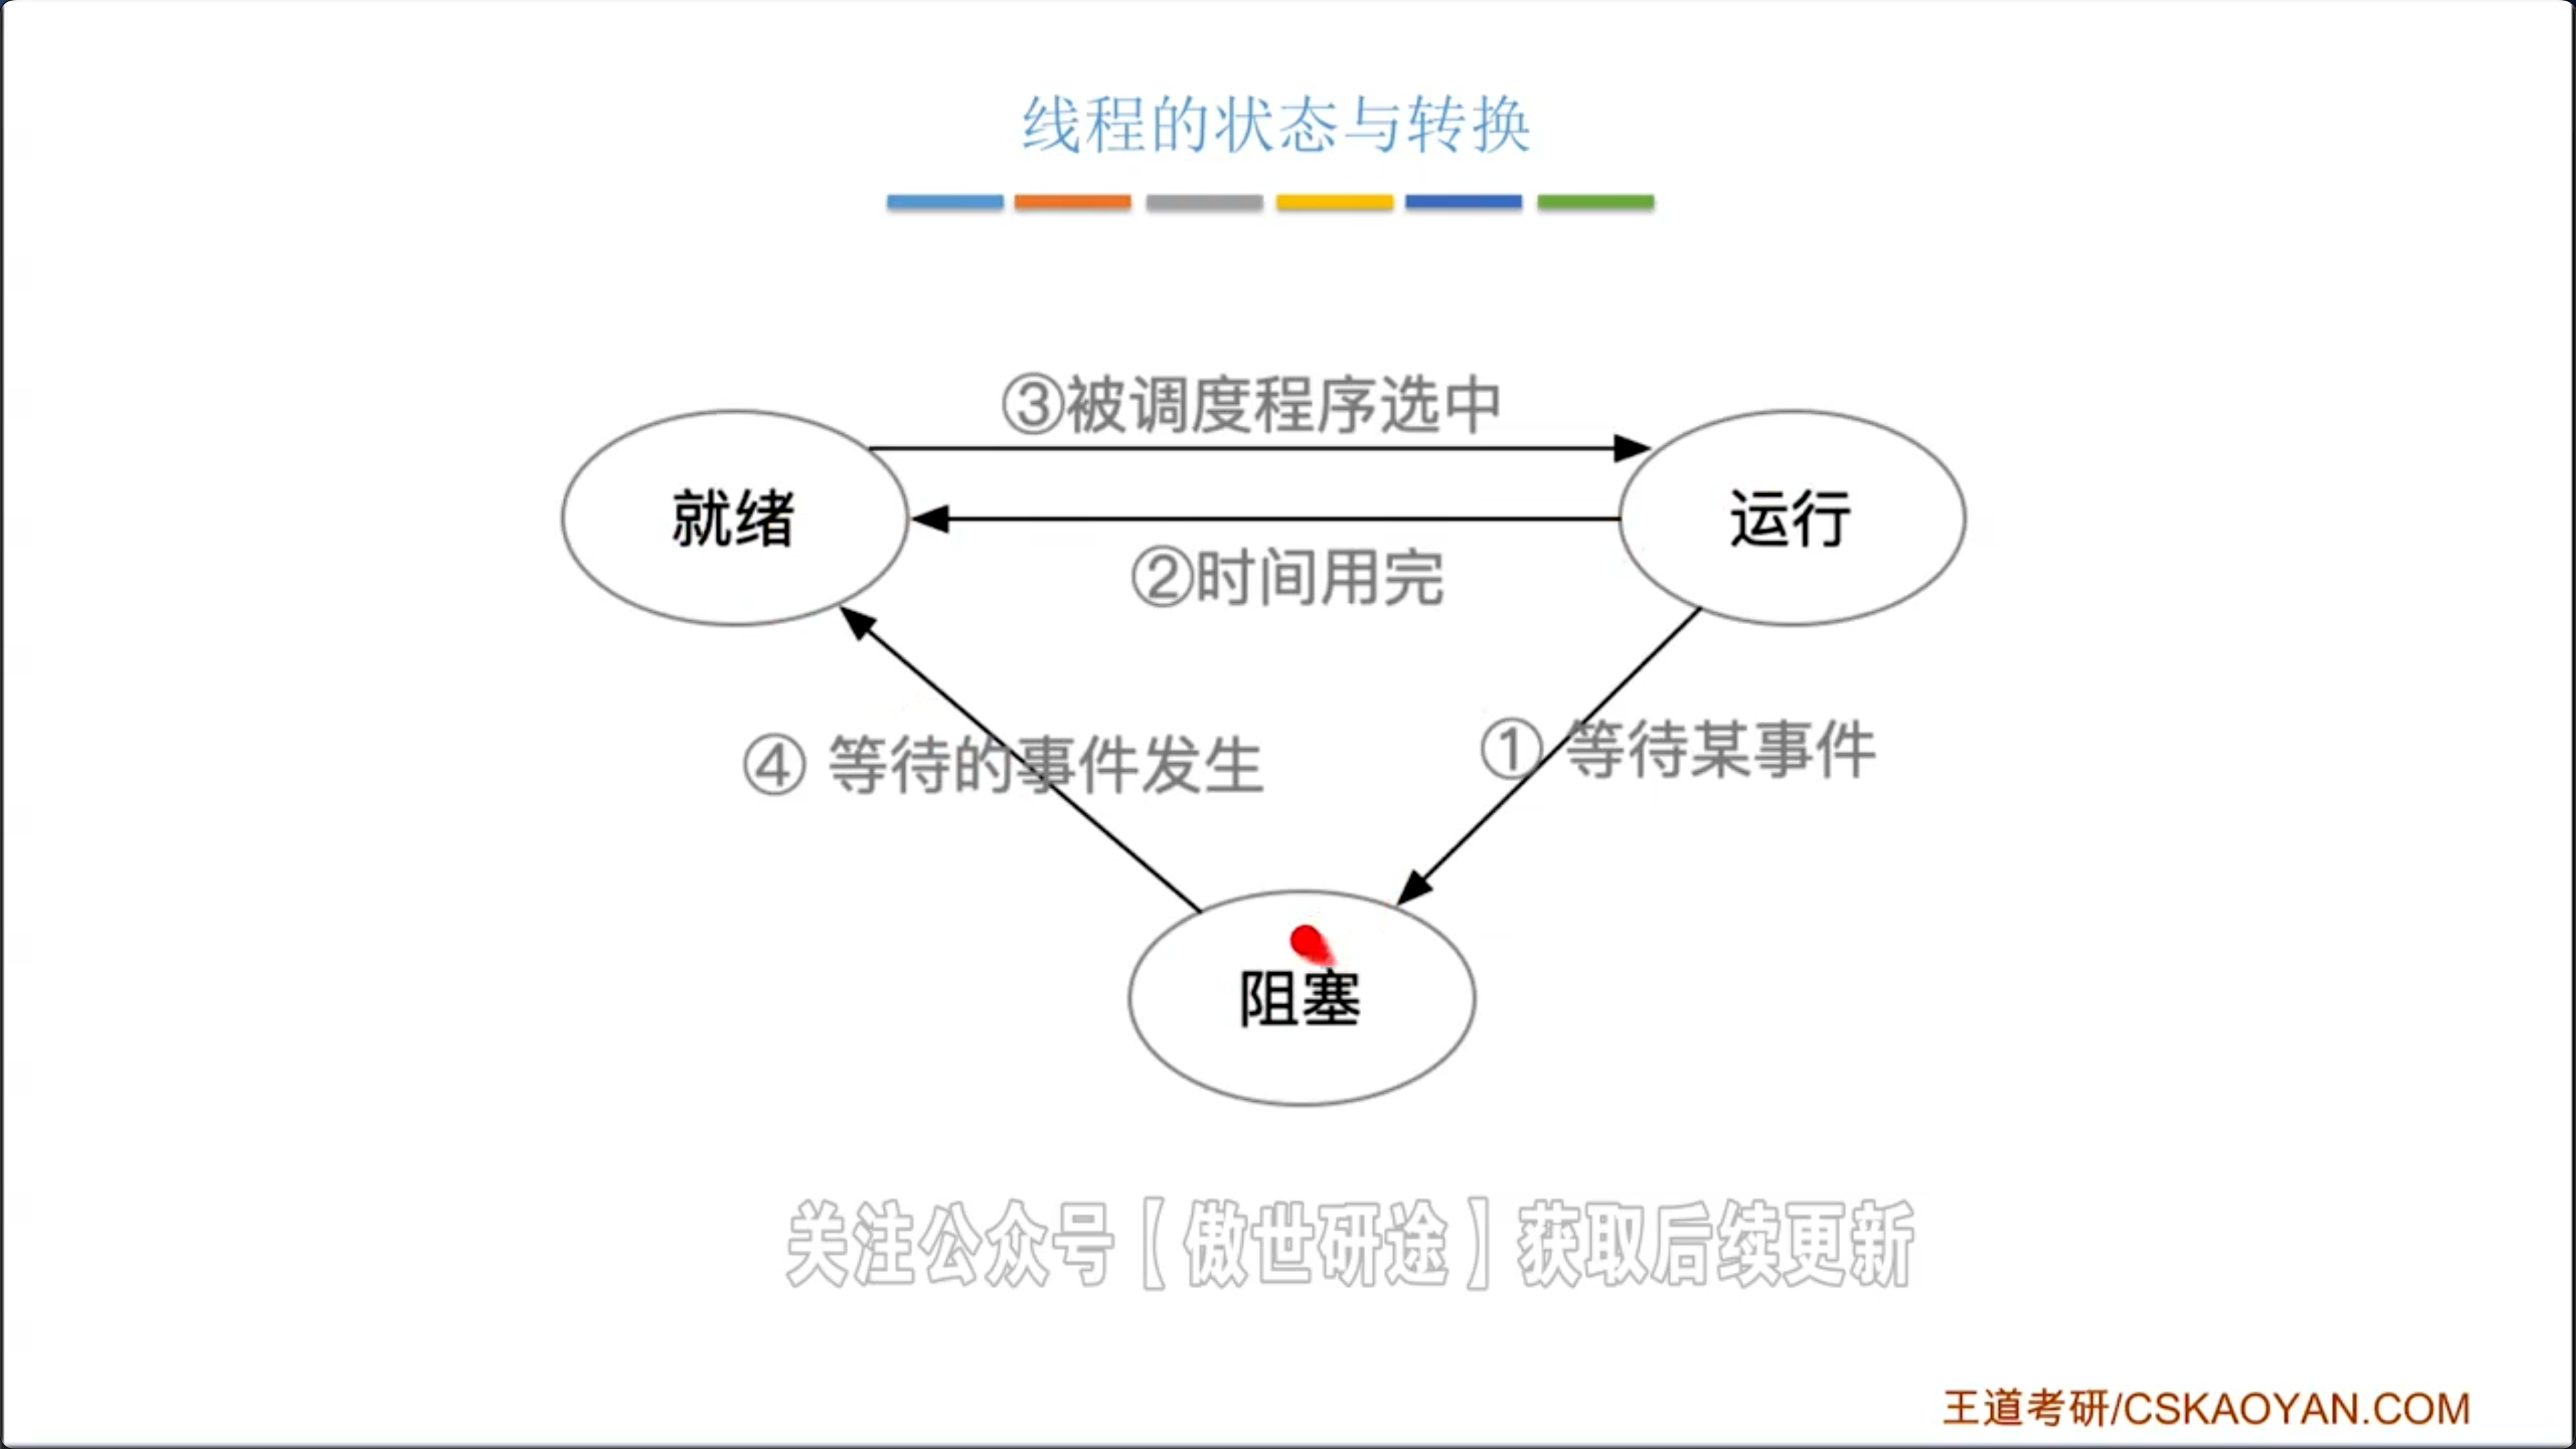 线程的状态与转换
③被调度程序选中
就绪
运行
②时间用完
④ 等待的事件发生
① 等待某事件
阻塞
关注公众号【傲世研途】获取后续更新
王道考研/CSKAOYAN.COM